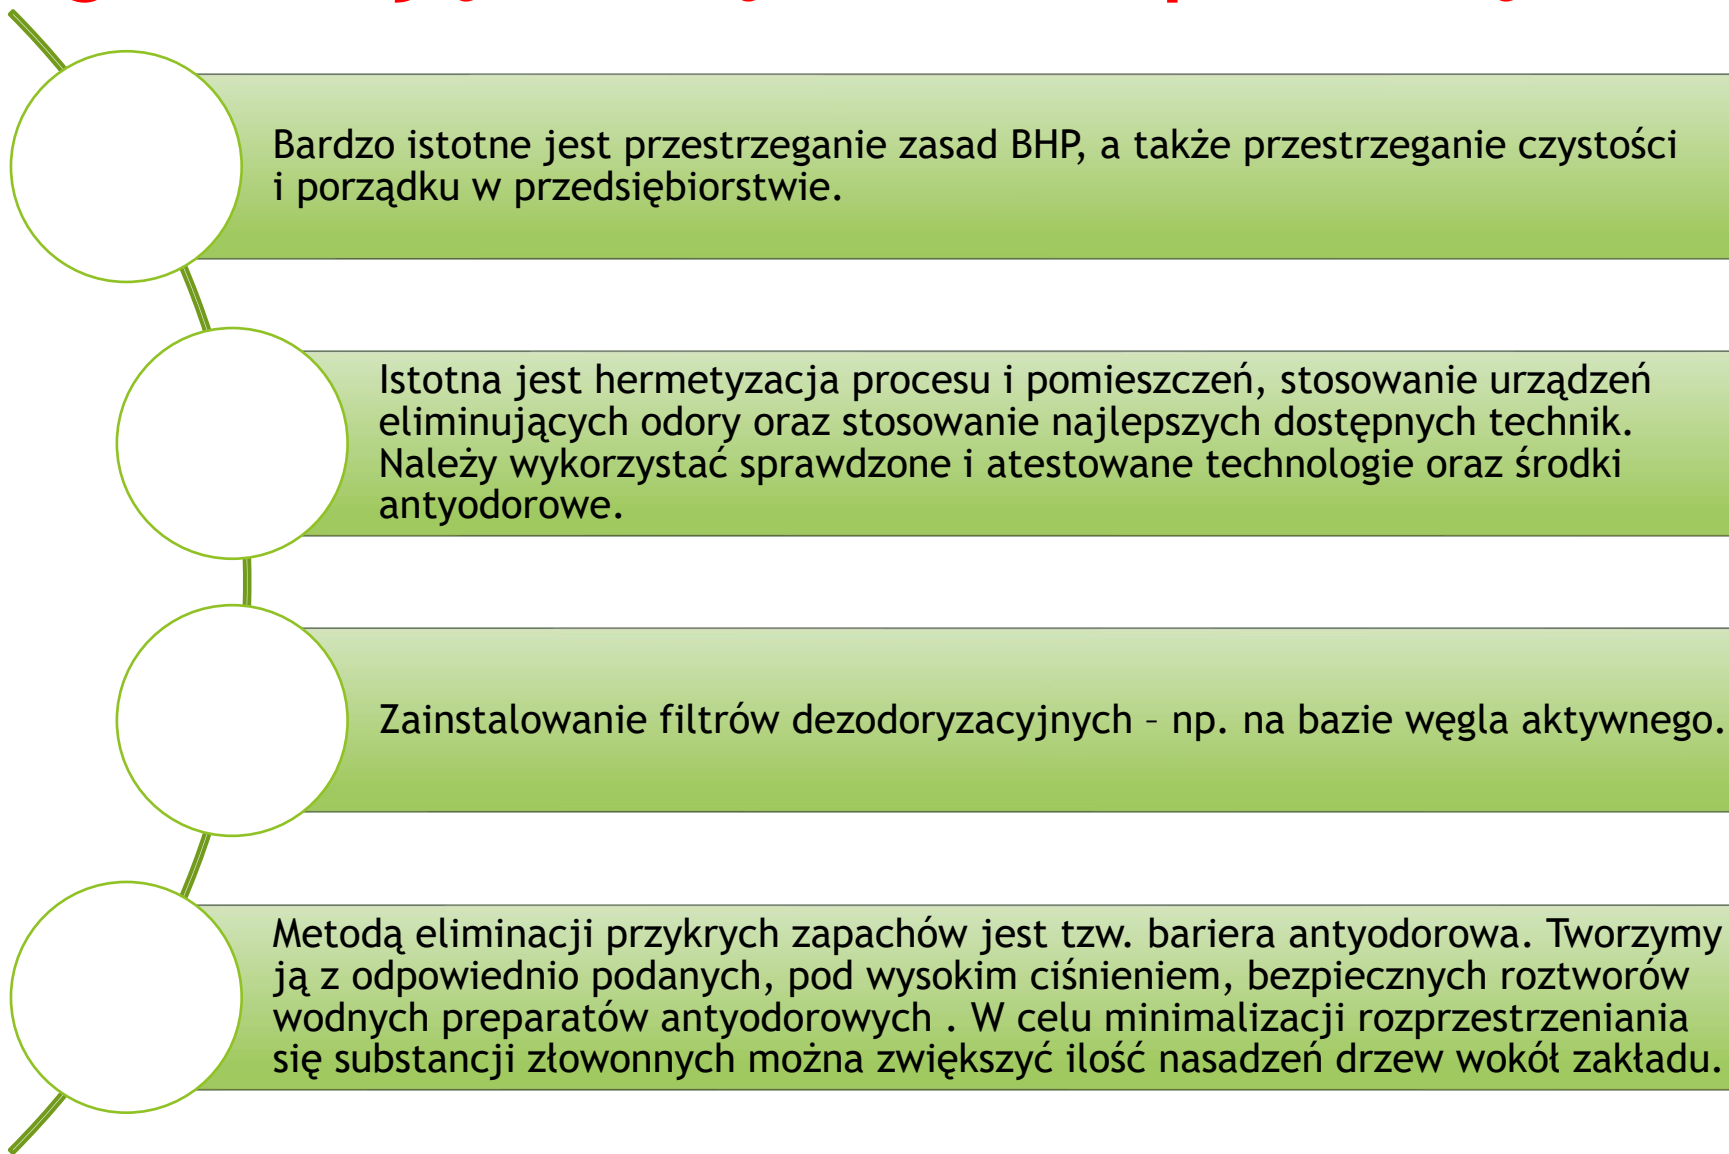 Bardzo istotne jest przestrzeganie zasad BHP, a także przestrzeganie czystości
i porządku w przedsiębiorstwie.
Istotna jest hermetyzacja procesu i pomieszczeń, stosowanie urządzeń
eliminujących odory oraz stosowanie najlepszych dostępnych technik.
Należy wykorzystać sprawdzone i atestowane technologie oraz środki
antyodorowe.
Zainstalowanie filtrów dezodoryzacyjnych – np. na bazie węgla aktywnego.
Metodą eliminacji przykrych zapachów jest tzw. bariera antyodorowa. Tworzymy
ją z odpowiednio podanych, pod wysokim ciśnieniem, bezpiecznych roztworów
wodnych preparatów antyodorowych . W celu minimalizacji rozprzestrzeniania
się substancji złowonnych można zwiększyć ilość nasadzeń drzew wokół zakładu.